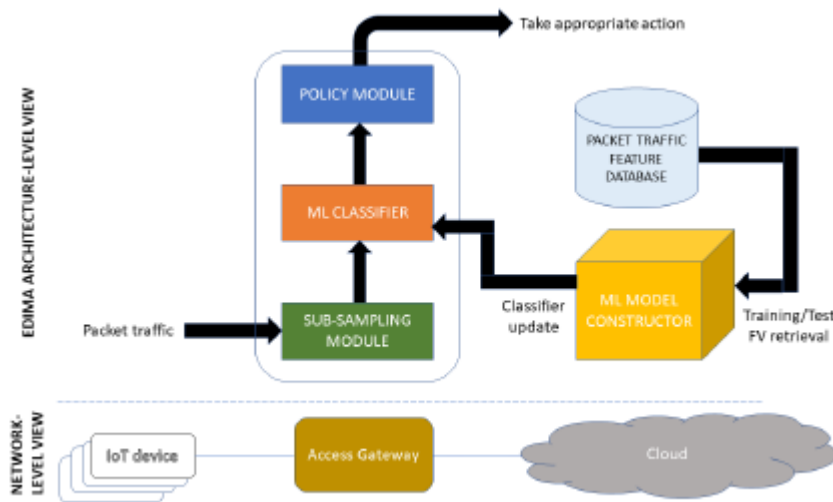 Take appropriate action
POLICY MODULE
PACKET TRAFFIC
FEATURE
DATABASE
ML CLASSIFIER
EDIMA ARCHITECTURE-LEVEL VIEW
Packet traffic
SUB-SAMPLING
MODULE
Classifier
update
ML MODEL
CONSTRUCTOR
Training/Test
FV retrieval
NETWORK-
LEVEL VIEW
IoT device
Access Gateway
Cloud